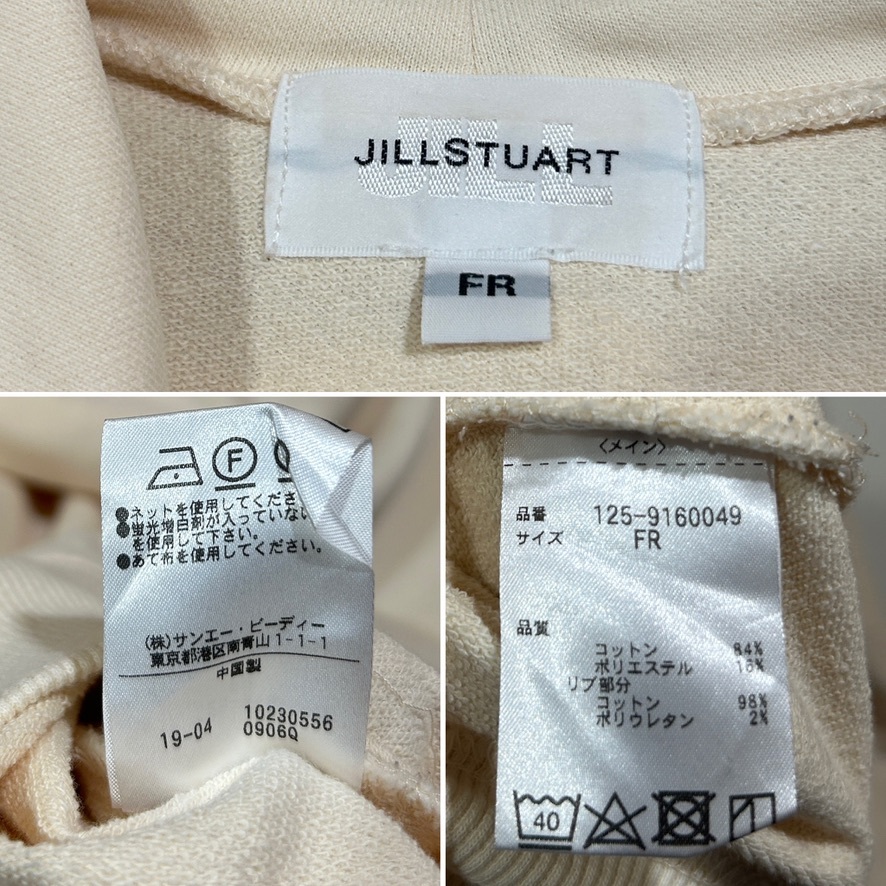 JILL
JILLSTUART
FR
F
●ネットを使用してくださ
●蛍光増白剤が入っていない
を使用して下さい。
●あて布を使用してください。
(株)サンエー・ビーディー
東京都港区南青山1-1-1
中国製
19-04 10230556
0906Q
〈メイン〉
品番 125-9160049
サイズ FR
品質
コットン 84%
ポリエステル 16%
リブ部分
コットン 98%
ポリウレタン 2%
40